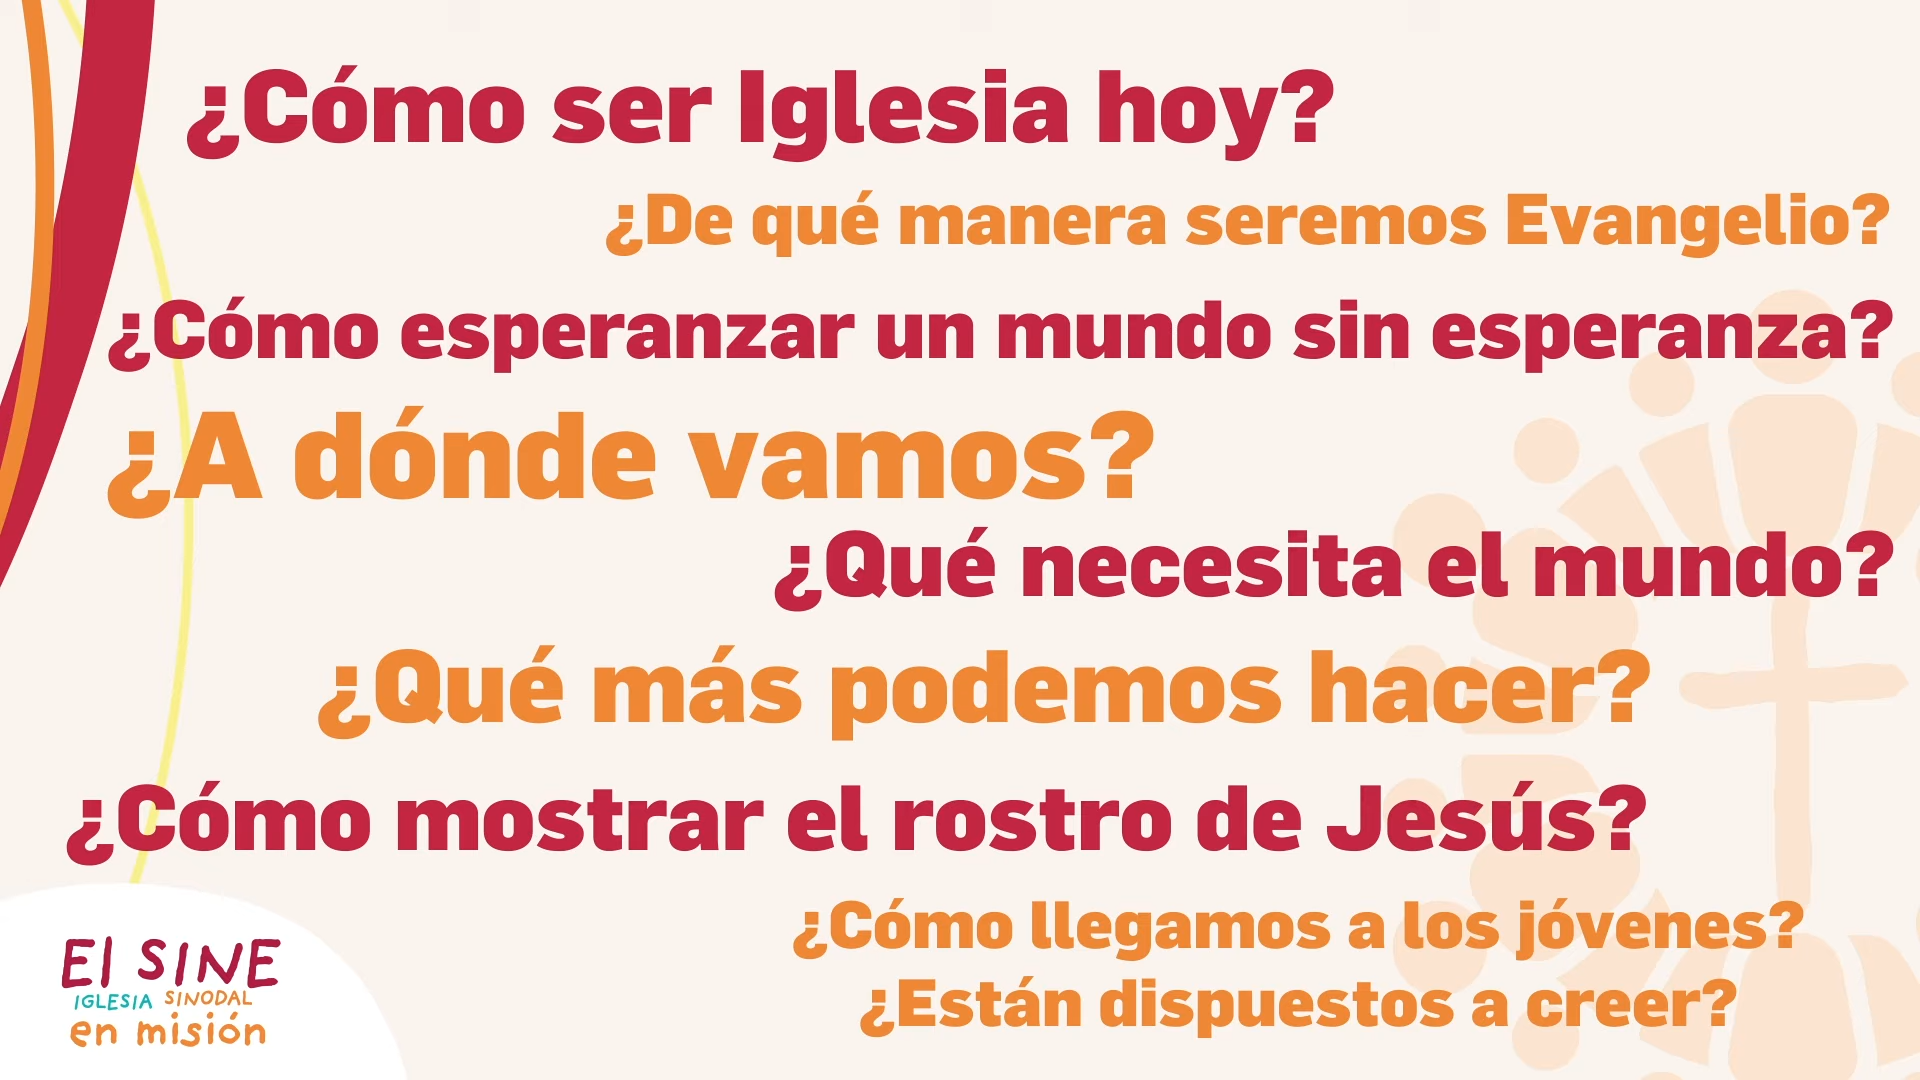 ¿Cómo ser Iglesia hoy?
¿De qué manera seremos Evangelio?
¿Cómo esperanzar un mundo sin esperanza?
¿A dónde vamos?
¿Qué necesita el mundo?
¿Qué más podemos hacer?
¿Cómo mostrar el rostro de Jesús?
¿Cómo llegamos a los jóvenes?
¿Están dispuestos a creer?
El SINE
IGLESIA SINODAL
en misión